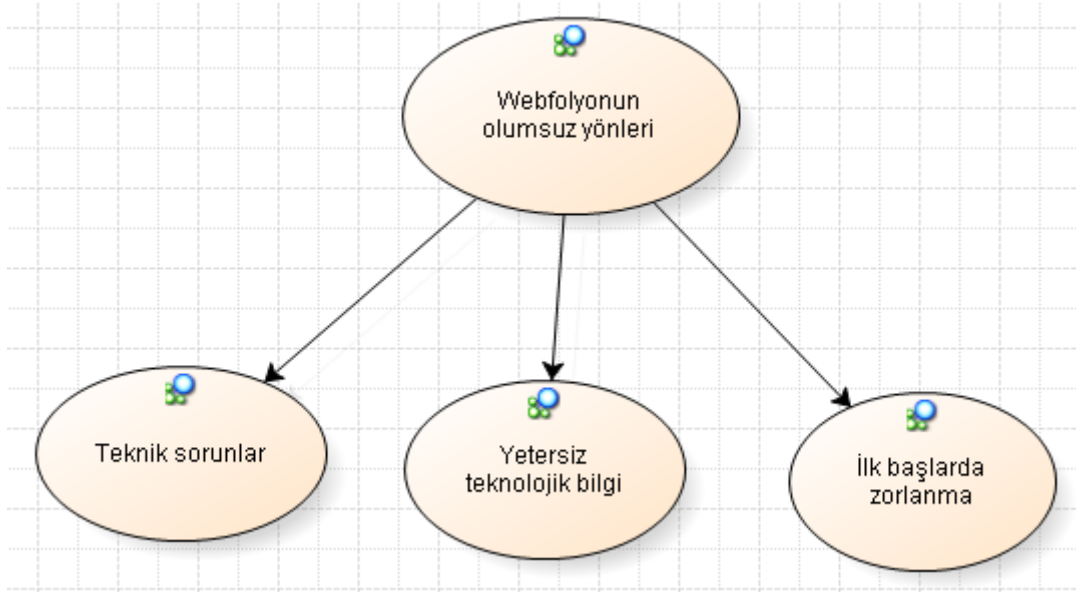 Webfolyonun
olumsuz yönleri
Teknik sorunlar
Yetersiz
teknolojik bilgi
İlk başlarda
zorlanma